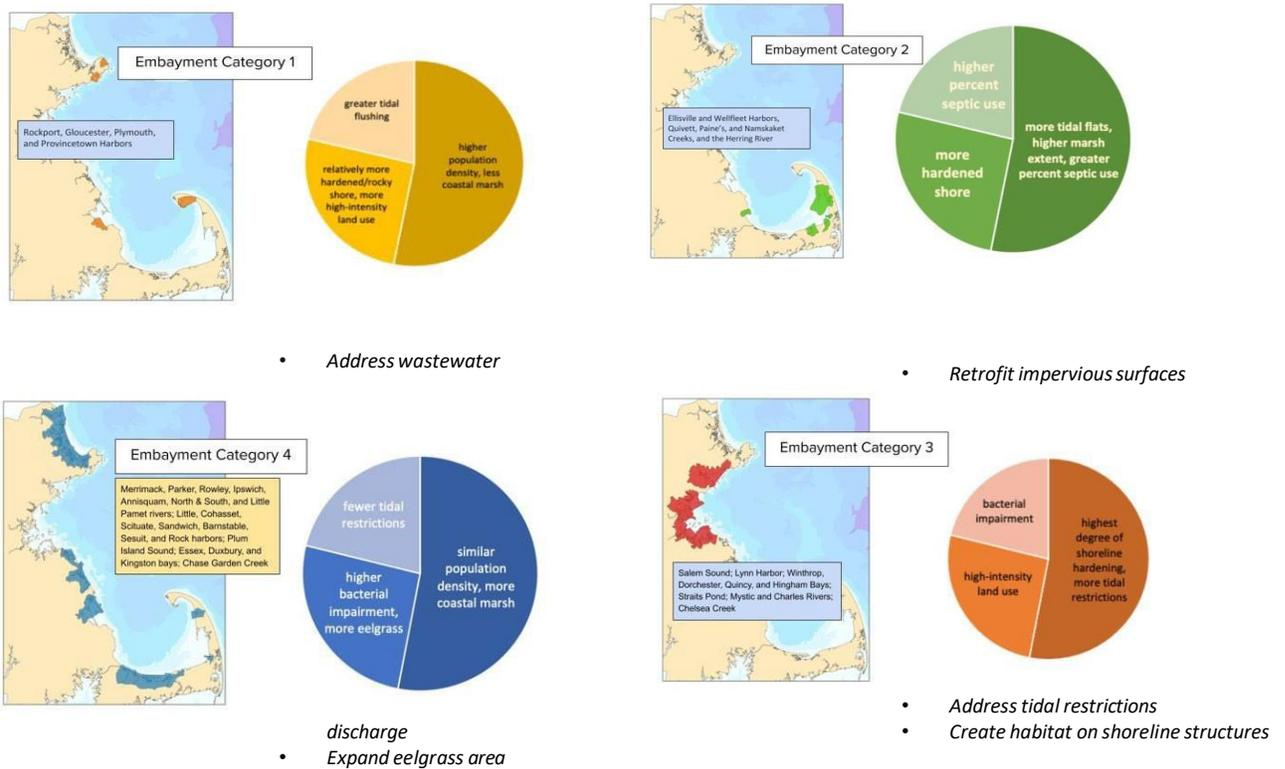 Embayment Category 1
Rockport, Gloucester, Plymouth,
and Provincetown Harbors
greater tidal
flushing
higher
population
density, less
coastal marsh
relatively more
hardened/rocky
shore, more
high-intensity
land use
• Address wastewater
Embayment Category 2
Ellisville and Wellfleet Harbors,
Quivett, Paine's, and Namskaket
Creeks, and the Herring River
higher
percent
septic use
more tidal flats,
higher marsh
extent, greater
percent septic use
more
hardened
shore
• Retrofit impervious surfaces
Embayment Category 4
Merrimack, Parker, Rowley, Ipswich,
Annisquam, North & South, and Little
Pamet rivers; Little, Cohasset,
Scituate, Sandwich, Barnstable,
Sesuit, and Rock harbors; Plum
Island Sound; Essex, Duxbury, and
Kingston bays; Chase Garden Creek
fewer tidal
restrictions
similar
population
density, more
coastal marsh
higher
bacterial
impairment,
more eelgrass
discharge
• Expand eelgrass area
Embayment Category 3
Salem Sound; Lynn Harbor; Winthrop,
Dorchester, Quincy, and Hingham Bays;
Straits Pond; Mystic and Charles Rivers;
Chelsea Creek
bacterial
impairment
highest
degree of
shoreline
hardening,
more tidal
restrictions
high-intensity
land use
• Address tidal restrictions
• Create habitat on shoreline structures